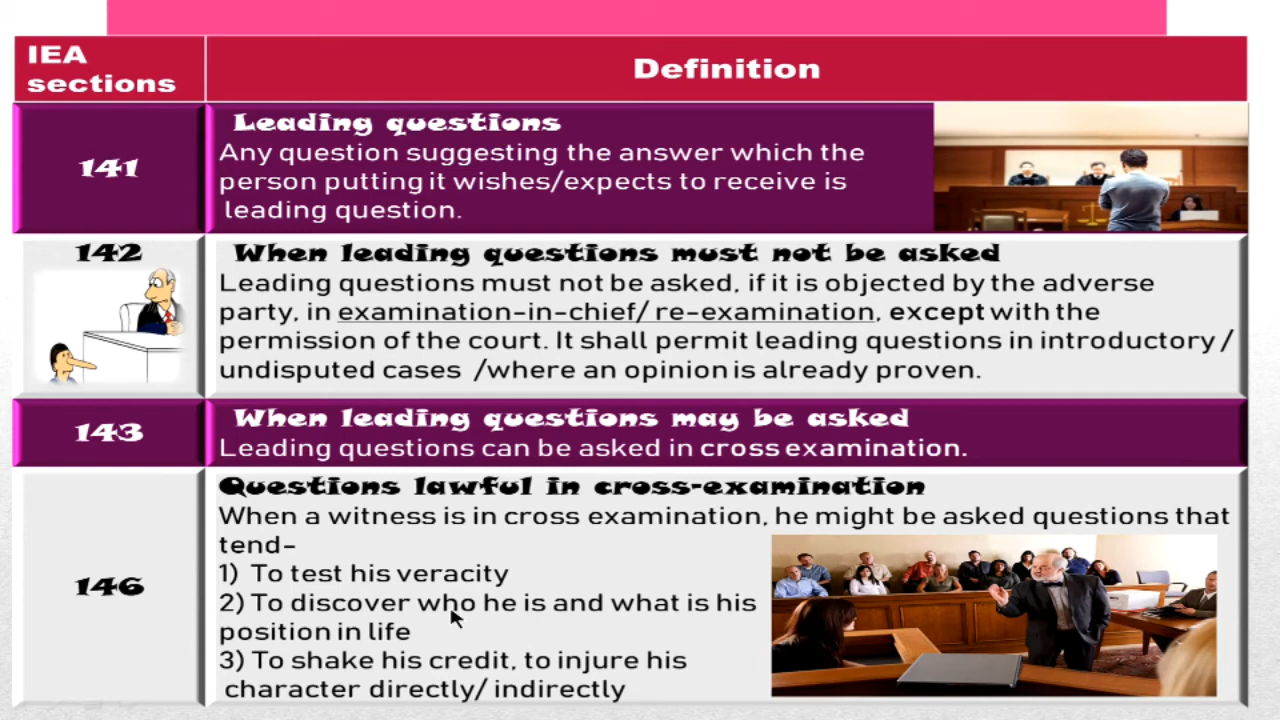 IEA
sections
Definition
141
Leading questions
Any question suggesting the answer which the
person putting it wishes/expects to receive is
leading question.
142
When leading questions must not be asked
Leading questions must not be asked, if it is objected by the adverse
party, in examination-in-chief/ re-examination, except with the
permission of the court. It shall permit leading questions in introductory /
undisputed cases /where an opinion is already proven.
143
When leading questions may be asked
Leading questions can be asked in cross examination.
146
Questions lawful in cross-examination
When a witness is in cross examination, he might be asked questions that
tend-
1) To test his veracity
2) To discover who he is and what is his
position in life
3) To shake his credit, to injure his
character directly/ indirectly